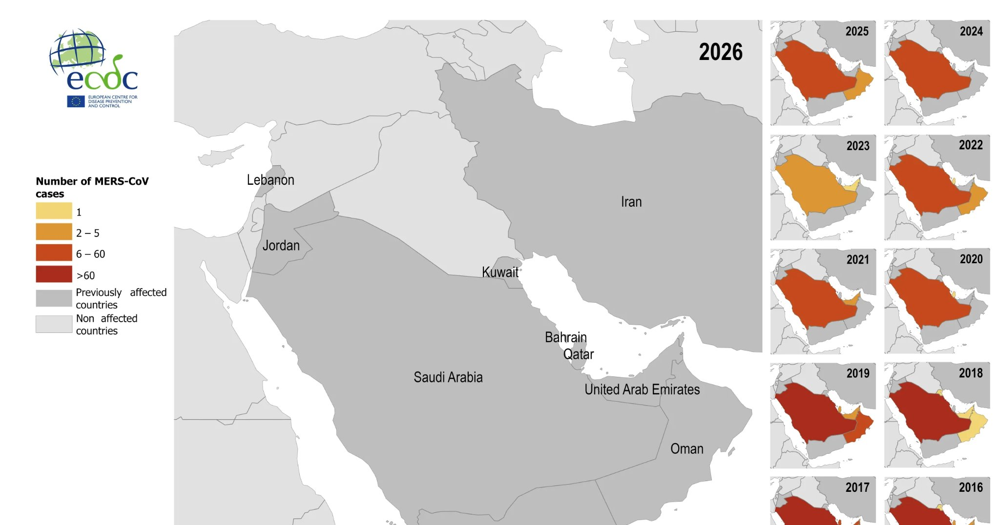 ecdc
EUROPEAN CENTRE FOR
DISEASE PREVENTION
AND CONTROL
Number of MERS-CoV
cases
1
2 – 5
6 – 60
>60
Previously affected
countries
Non affected
countries
2026
Lebanon
Iran
Jordan
Kuwait
Bahrain
Qatar
Saudi Arabia
United Arab Emirates
Oman
2025
2024
2023
2022
2021
2020
2019
2018
2017
2016